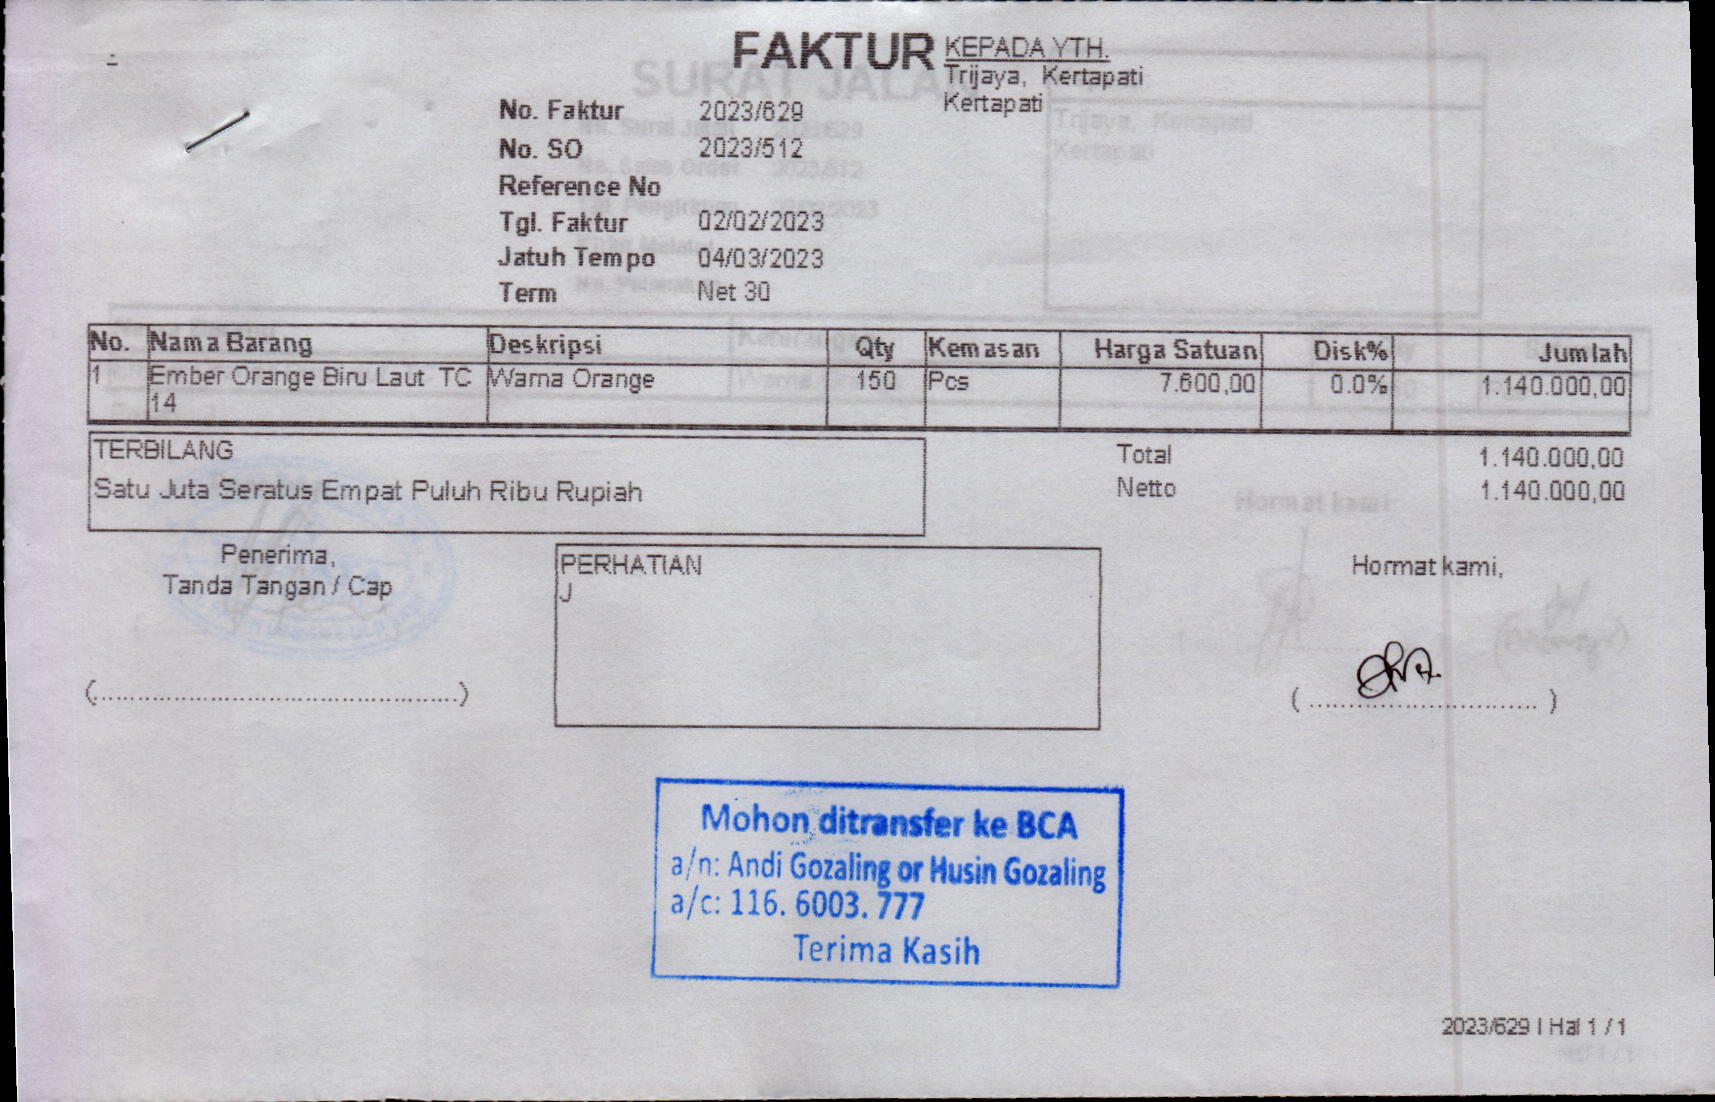 FAKTUR
KEPADA YTH.
Trijaya, Kertapati
Kertapati
No. Faktur 2023/629
No. SO 2023/512
Reference No
Tgl. Faktur 02/02/2023
Jatuh Tempo 04/03/2023
Term Net 30
No. Nama Barang Deskripsi Qty Kemasan Harga Satuan Disk% Jumlah
1 Ember Orange Biru Laut TC Warna Orange 150 Pcs 7.600,00 0.0% 1.140.000,00
14
TERBILANG
Satu Juta Seratus Empat Puluh Ribu Rupiah
Total 1.140.000,00
Netto 1.140.000,00
Penerima,
Tanda Tangan / Cap
(..................................................)
PERHATIAN
J
Hormat kami,
( ............................. )
Mohon ditransfer ke BCA
a/n: Andi Gozaling or Husin Gozaling
a/c: 116. 6003. 777
Terima Kasih
2023/629 | Hal 1 / 1